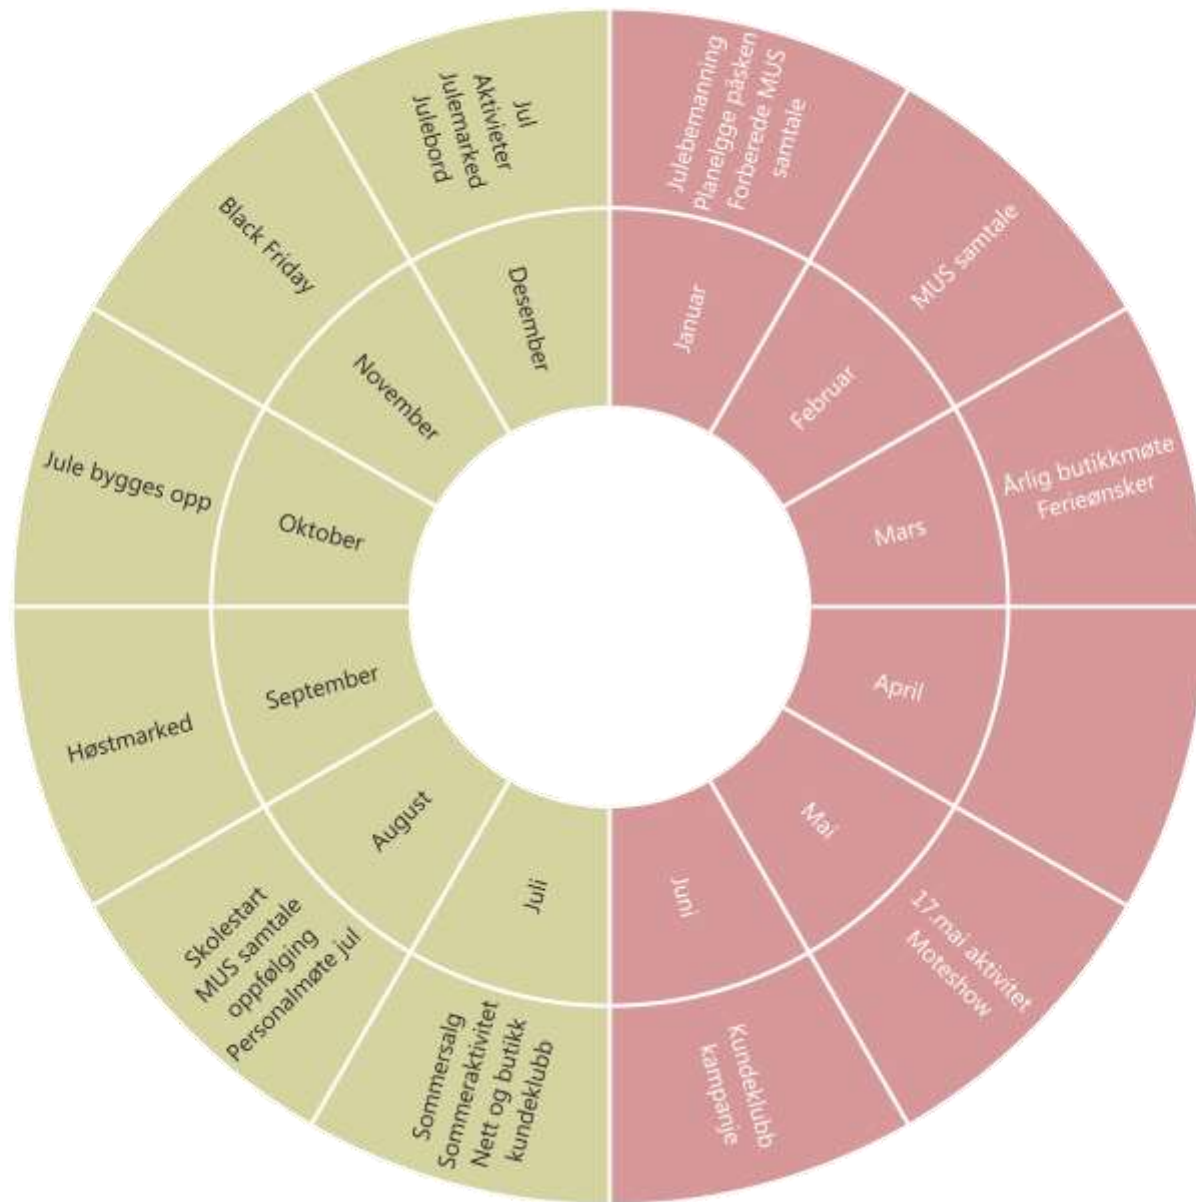 Januar
Julebemanning
Planelgge påsken
Forberede MUS
samtale
Februar
MUS samtale
Mars
Årlig butikkmøte
Ferieønsker
April
Mai
17.mai aktivitet
Moteshow
Juni
Kundeklubb
kampanje
Juli
Sommersalg
Sommeraktivitet
Nett og butikk
kundeklubb
August
Skolestart
MUS samtale
oppfølging
Personalmøte jul
September
Høstmarked
Oktober
Jule bygges opp
November
Black Friday
Desember
Jul
Aktivieter
Julemarked
Julebord